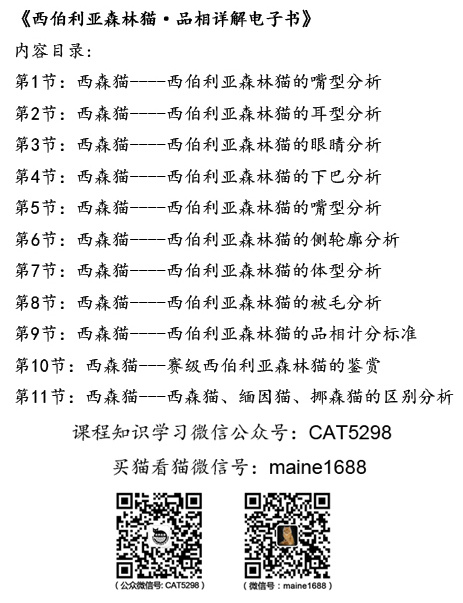 《西伯利亚森林猫·品相详解电子书》
内容目录:
第1节：西森猫----西伯利亚森林猫的嘴型分析
第2节：西森猫----西伯利亚森林猫的耳型分析
第3节：西森猫----西伯利亚森林猫的眼睛分析
第4节：西森猫----西伯利亚森林猫的下巴分析
第5节：西森猫----西伯利亚森林猫的嘴型分析
第6节：西森猫----西伯利亚森林猫的侧轮廓分析
第7节：西森猫----西伯利亚森林猫的体型分析
第8节：西森猫----西伯利亚森林猫的被毛分析
第9节：西森猫----西伯利亚森林猫的品相计分标准
第10节：西森猫---赛级西伯利亚森林猫的鉴赏
第11节：西森猫---西森猫、缅因猫、挪森猫的区别分析
课程知识学习微信公众号：CAT5298
买猫看猫微信号：maine1688
（公众微信号: CAT5298）
（微信号：maine1688）